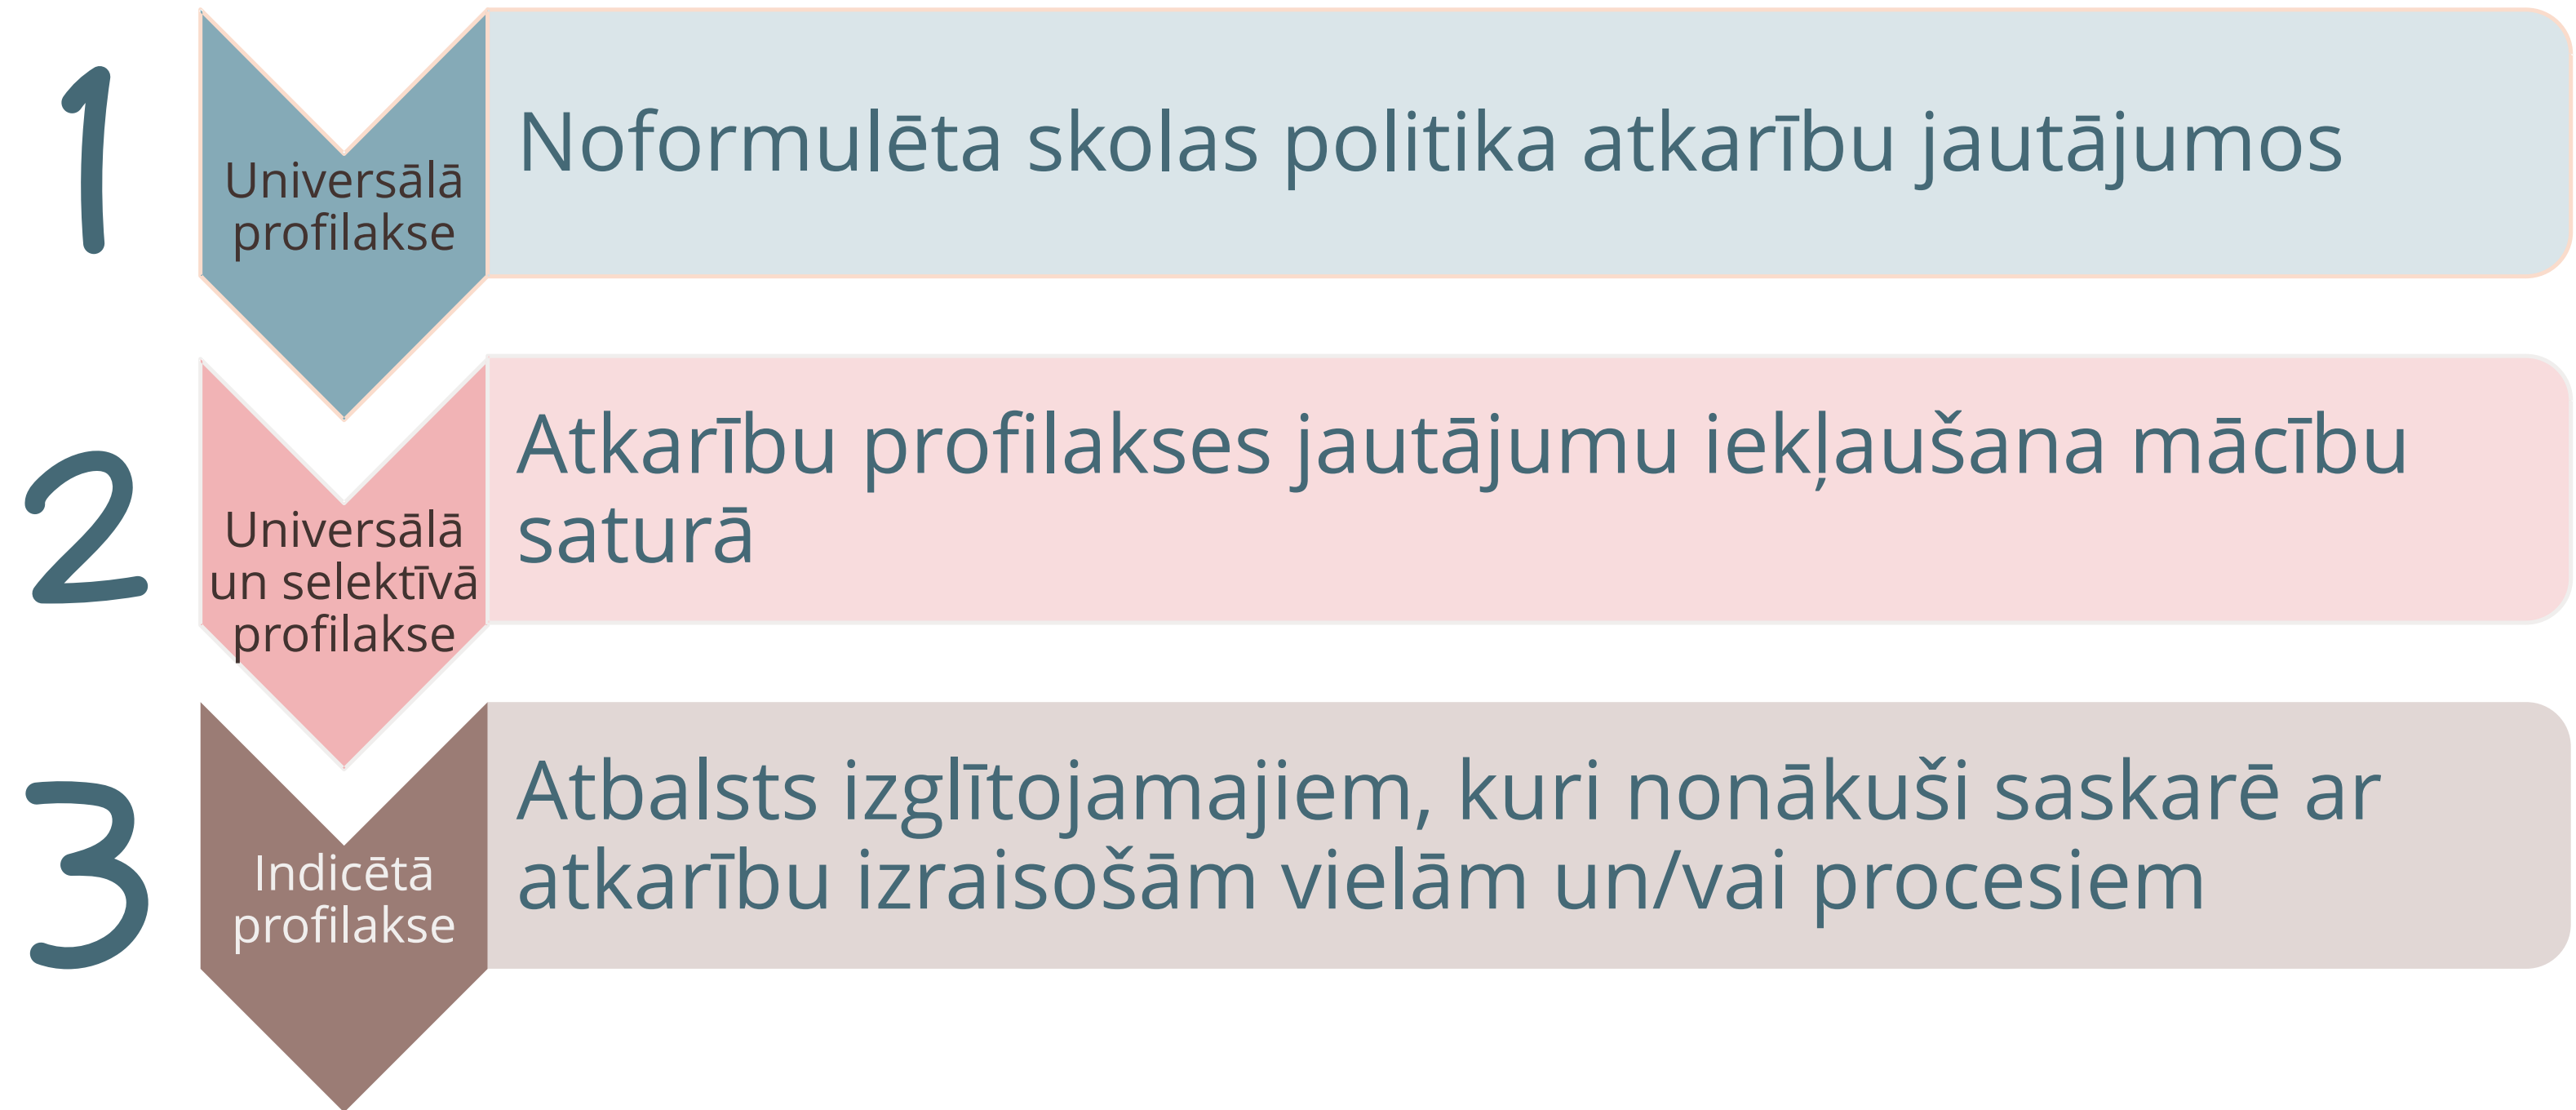 1
Universālā
profilakse
Noformulēta skolas politika atkarību jautājumos
2
Universālā
un selektīvā
profilakse
Atkarību profilakses jautājumu iekļaušana mācību
saturā
3
Indicētā
profilakse
Atbalsts izglītojamajiem, kuri nonākuši saskarē ar
atkarību izraisošām vielām un/vai procesiem